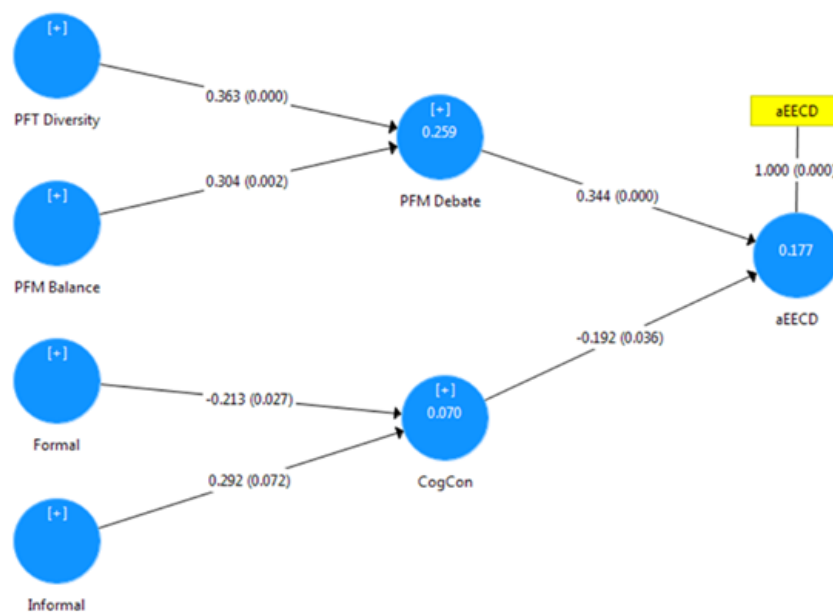 [+]
PFT Diversity
0.363 (0.000)
[+]
0.259
PFM Debate
aEECD
1.000 (0.000)
[+]
PFM Balance
0.304 (0.002)
0.344 (0.000)
0.177
aEECD
-0.192 (0.036)
[+]
Formal
-0.213 (0.027)
[+]
0.070
CogCon
0.292 (0.072)
[+]
Informal